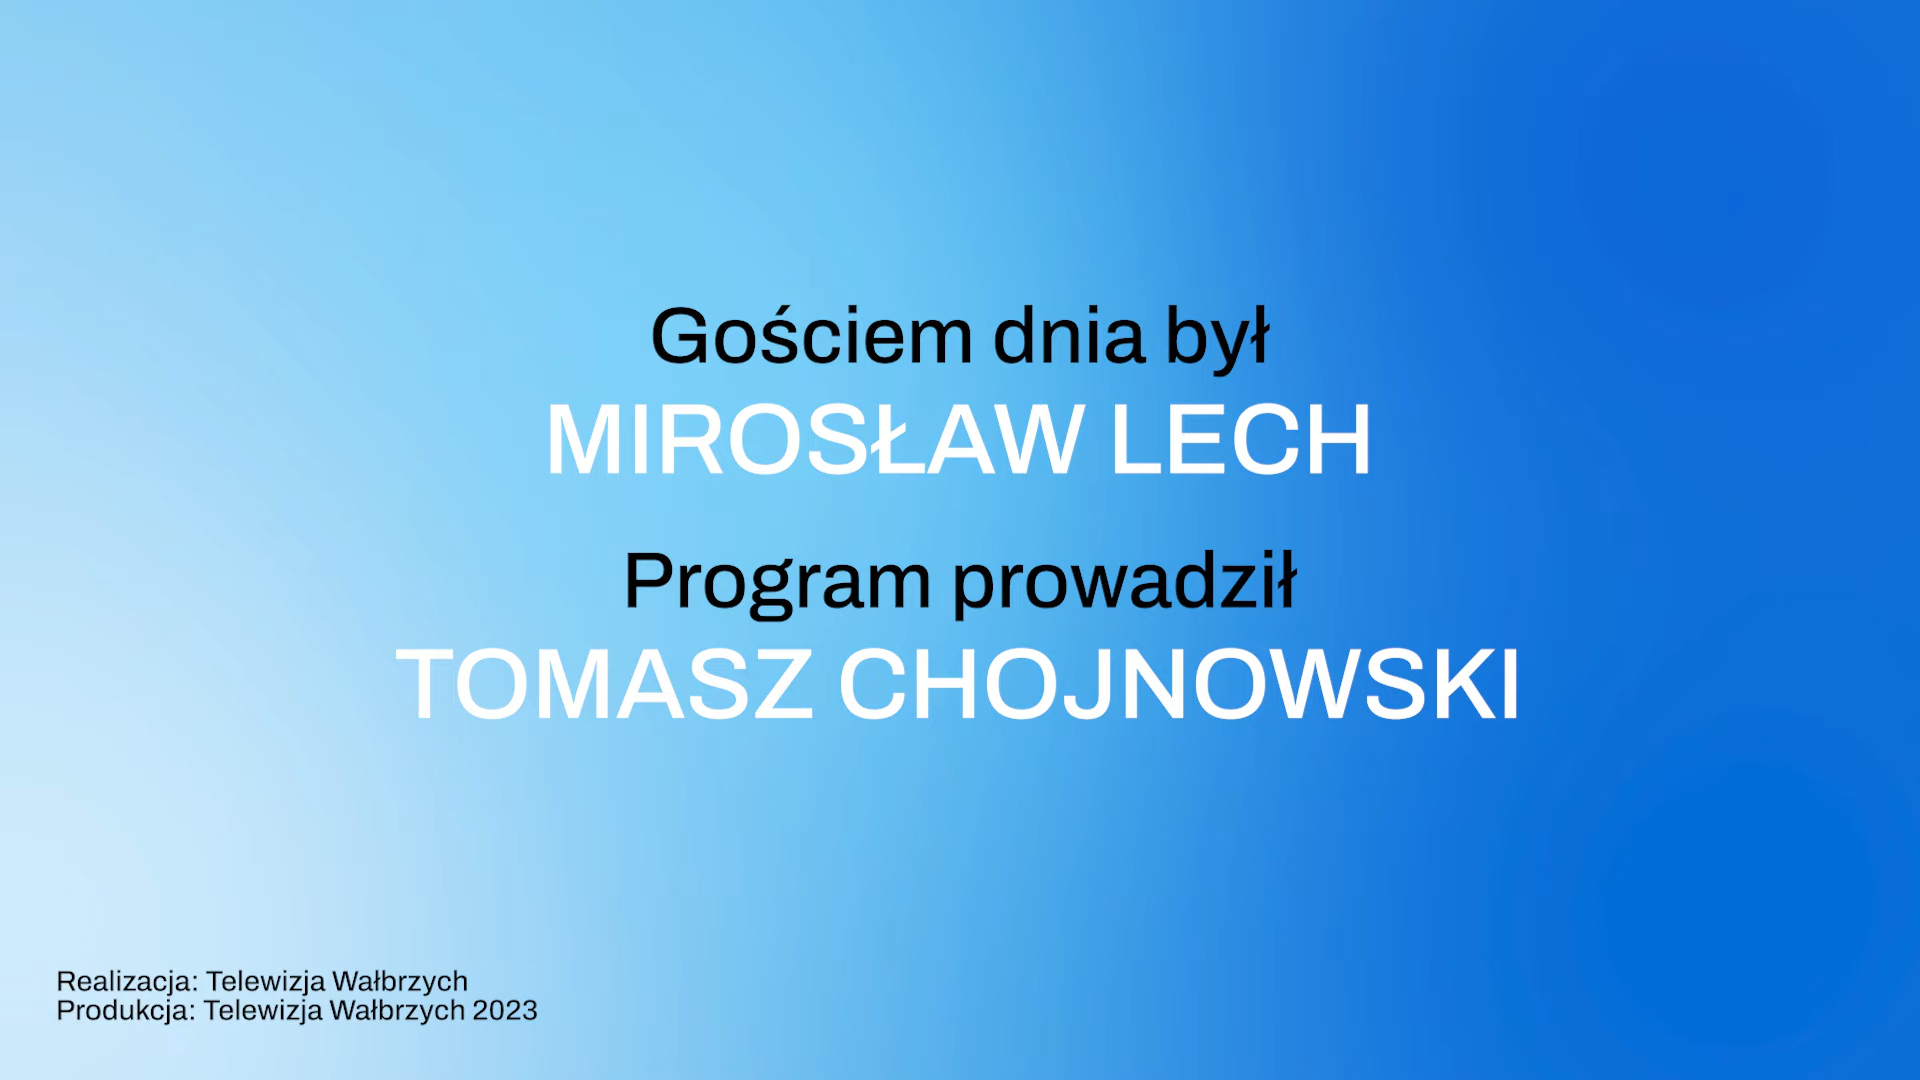 Gościem dnia był
MIROSŁAW LECH
Program prowadził
TOMASZ CHOJNOWSKI
Realizacja: Telewizja Wałbrzych
Produkcja: Telewizja Wałbrzych 2023